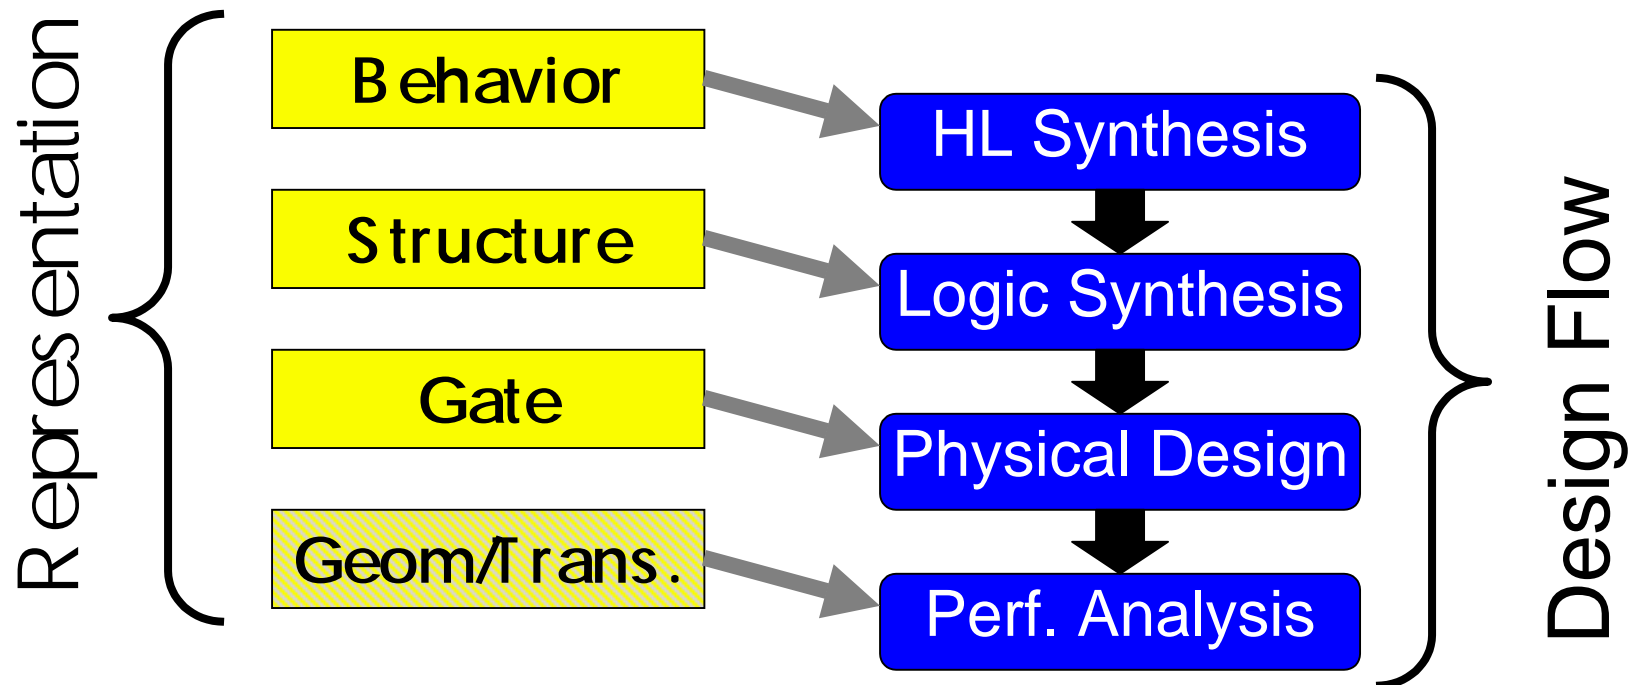 Representation
Behavior
Structure
Gate
Geom/Trans.
HL Synthesis
Logic Synthesis
Physical Design
Perf. Analysis
Design Flow